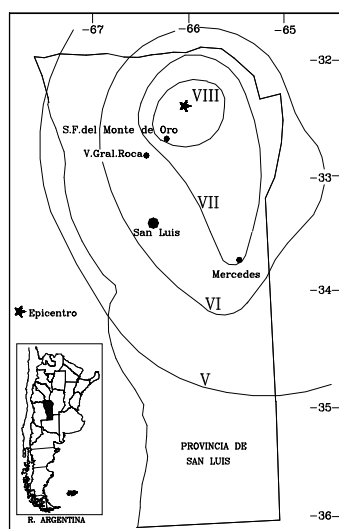 -67 -66 -65
-32
VIII
S.F.del Monte de Oro
V.Gral.Roca
-33
VII
San Luis
Mercedes
-34
VI
Epicentro
V
-35
PROVINCIA DE
SAN LUIS
-36
R. ARGENTINA